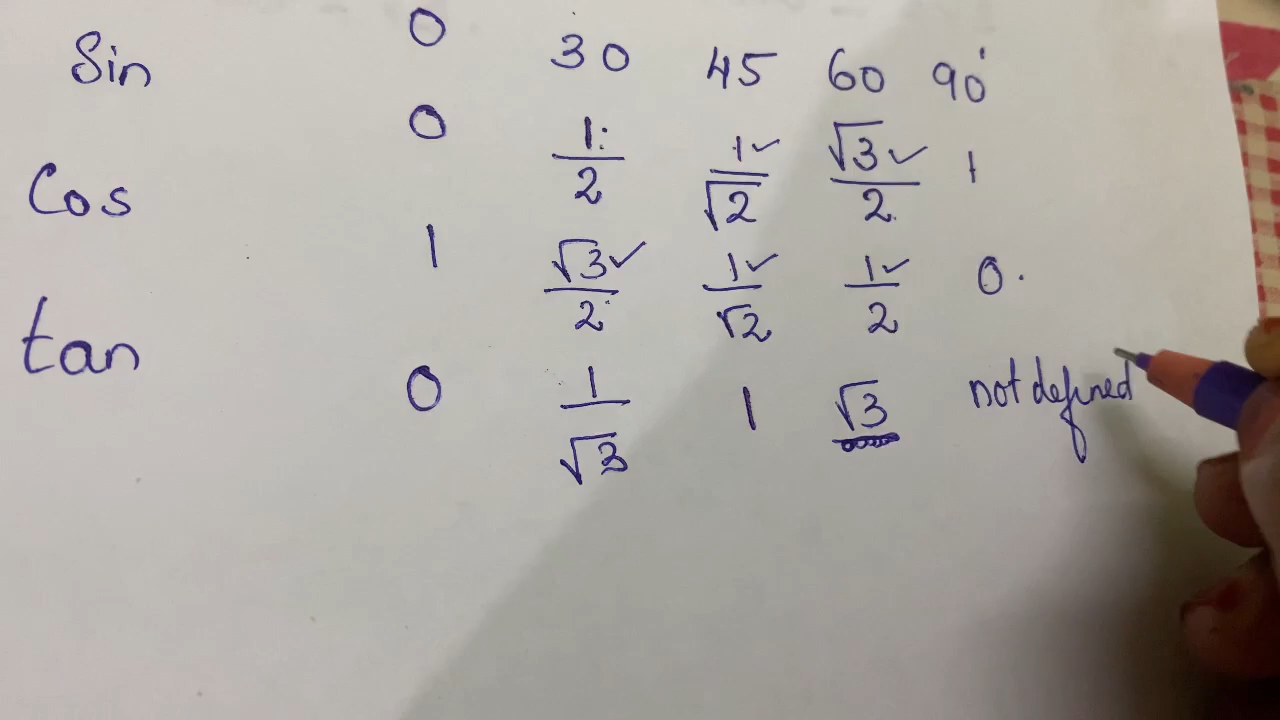 Sin 0 30 45 60 90°
0 1/2 1/√2 √3/2 1
Cos 1 √3/2 1/√2 1/2 0
tan 0 1/√3 1 √3 not defined